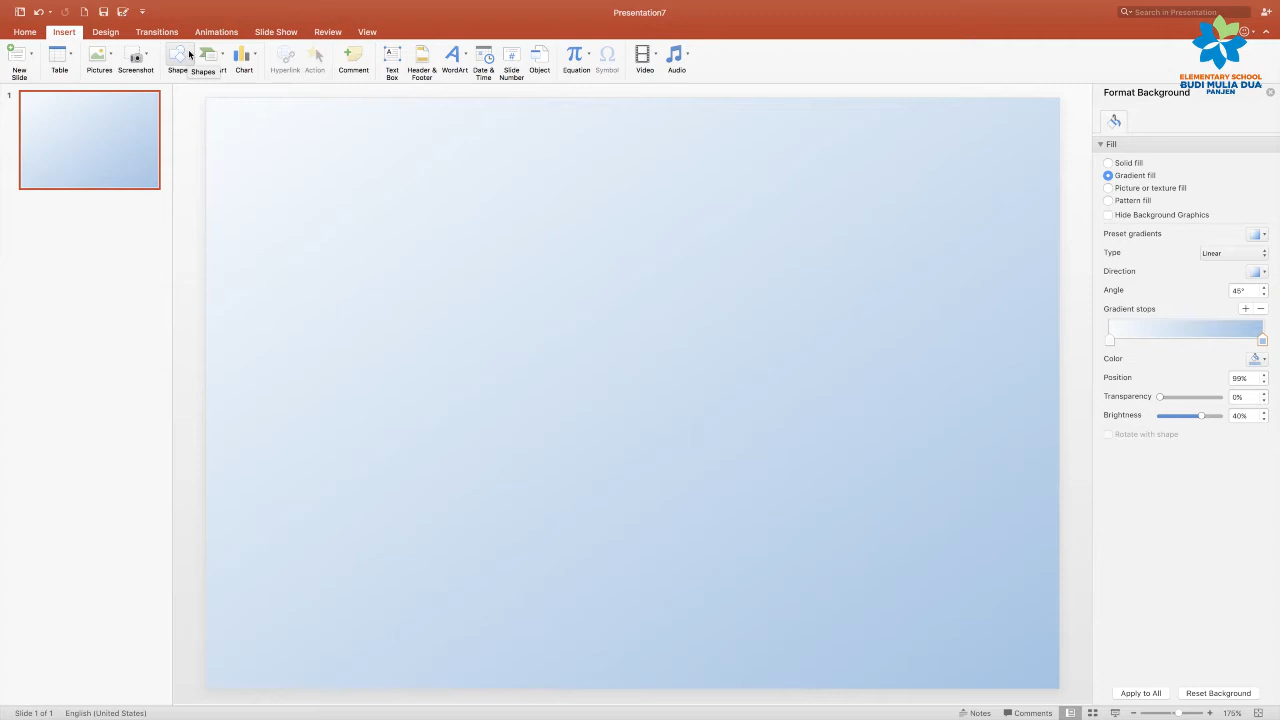 Presentation7
Search in Presentation
Home Insert Design Transitions Animations Slide Show Review View
New Slide
Table
Pictures
Screenshot
Shape
Shapes
rt
Chart
Hyperlink
Action
Comment
Text Box
Header & Footer
WordArt
Date & Time
Slide Number
Object
Equation
Symbol
Video
Audio
ELEMENTARY SCHOOL
BUDI MULIA DUA
PANJEN
1
Format Background
Fill
Solid fill
Gradient fill
Picture or texture fill
Pattern fill
Hide Background Graphics
Preset gradients
Type Linear
Direction
Angle 45°
Gradient stops
Color
Position 99%
Transparency 0%
Brightness 40%
Rotate with shape
Apply to All Reset Background
Slide 1 of 1 English (United States) Notes Comments 175%